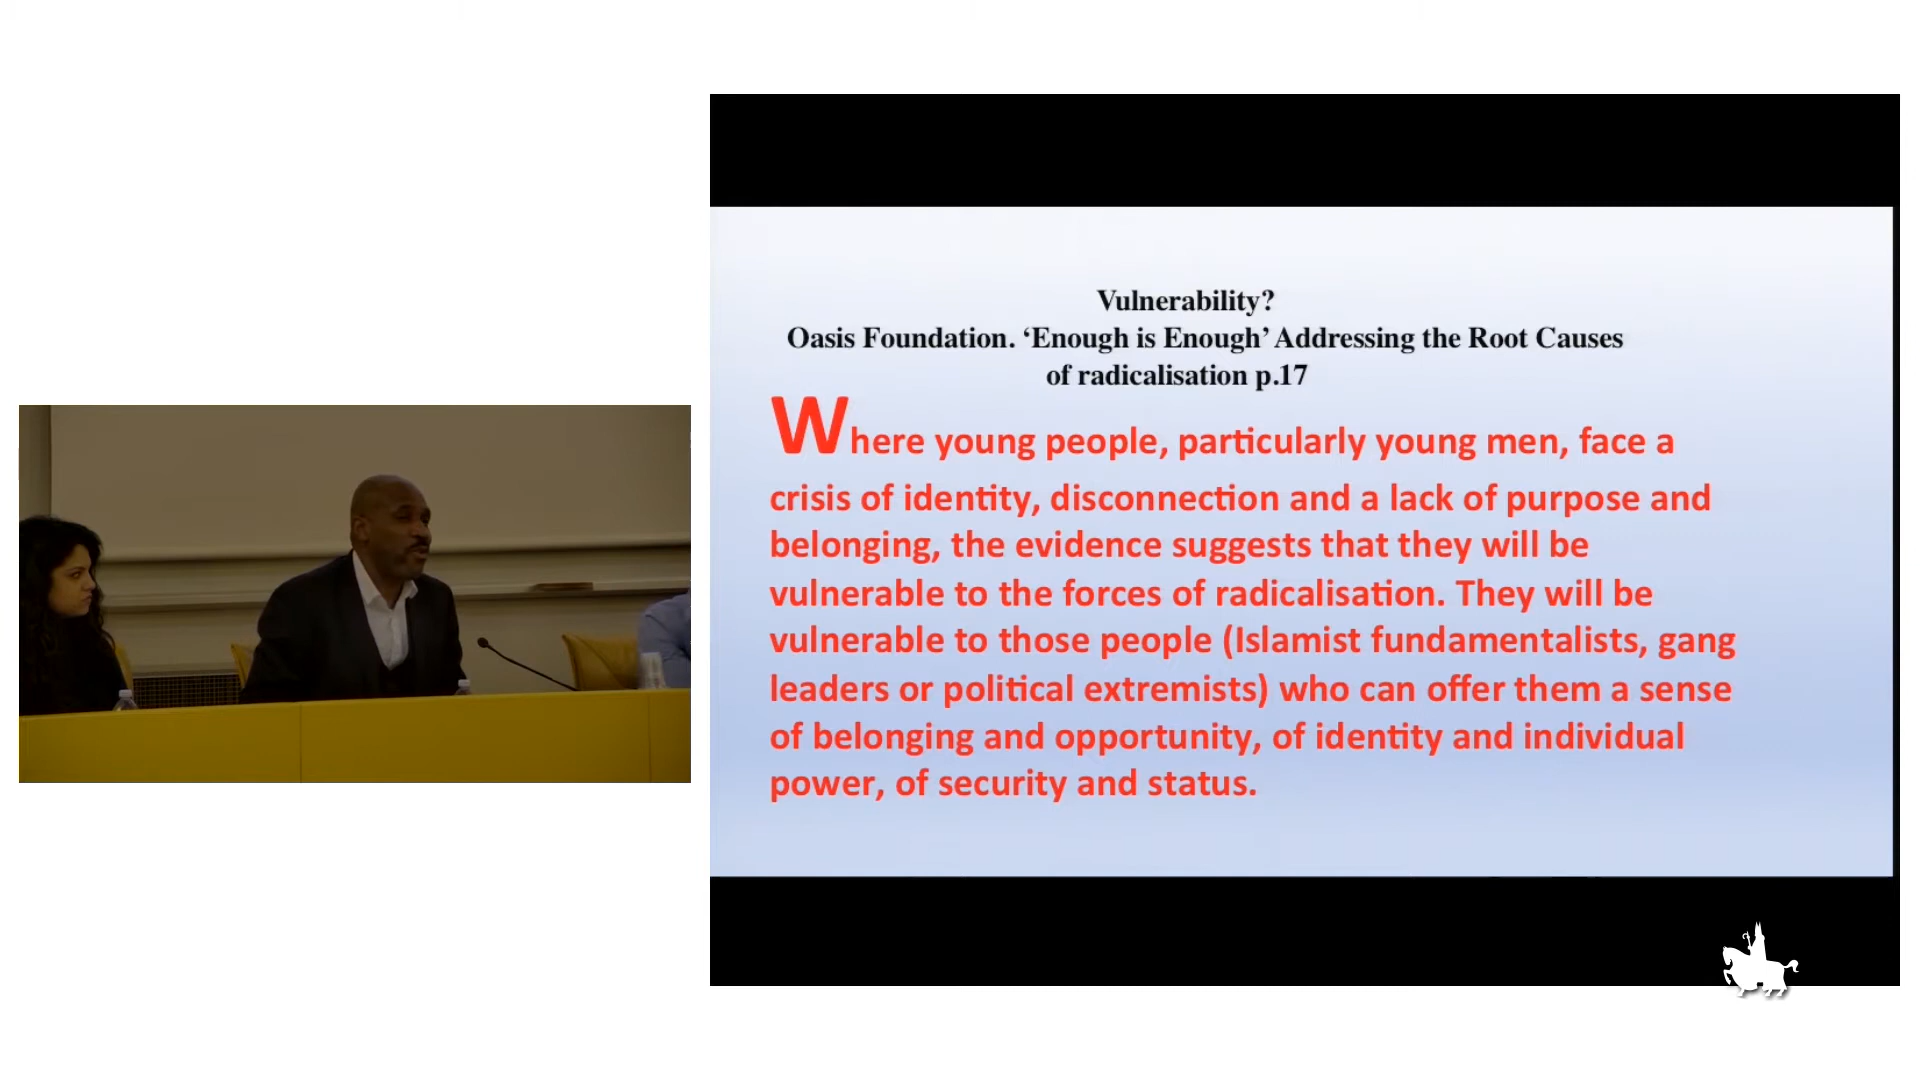 Vulnerability?
Oasis Foundation. ‘Enough is Enough’ Addressing the Root Causes
of radicalisation p.17
Where young people, particularly young men, face a
crisis of identity, disconnection and a lack of purpose and
belonging, the evidence suggests that they will be
vulnerable to the forces of radicalisation. They will be
vulnerable to those people (Islamist fundamentalists, gang
leaders or political extremists) who can offer them a sense
of belonging and opportunity, of identity and individual
power, of security and status.